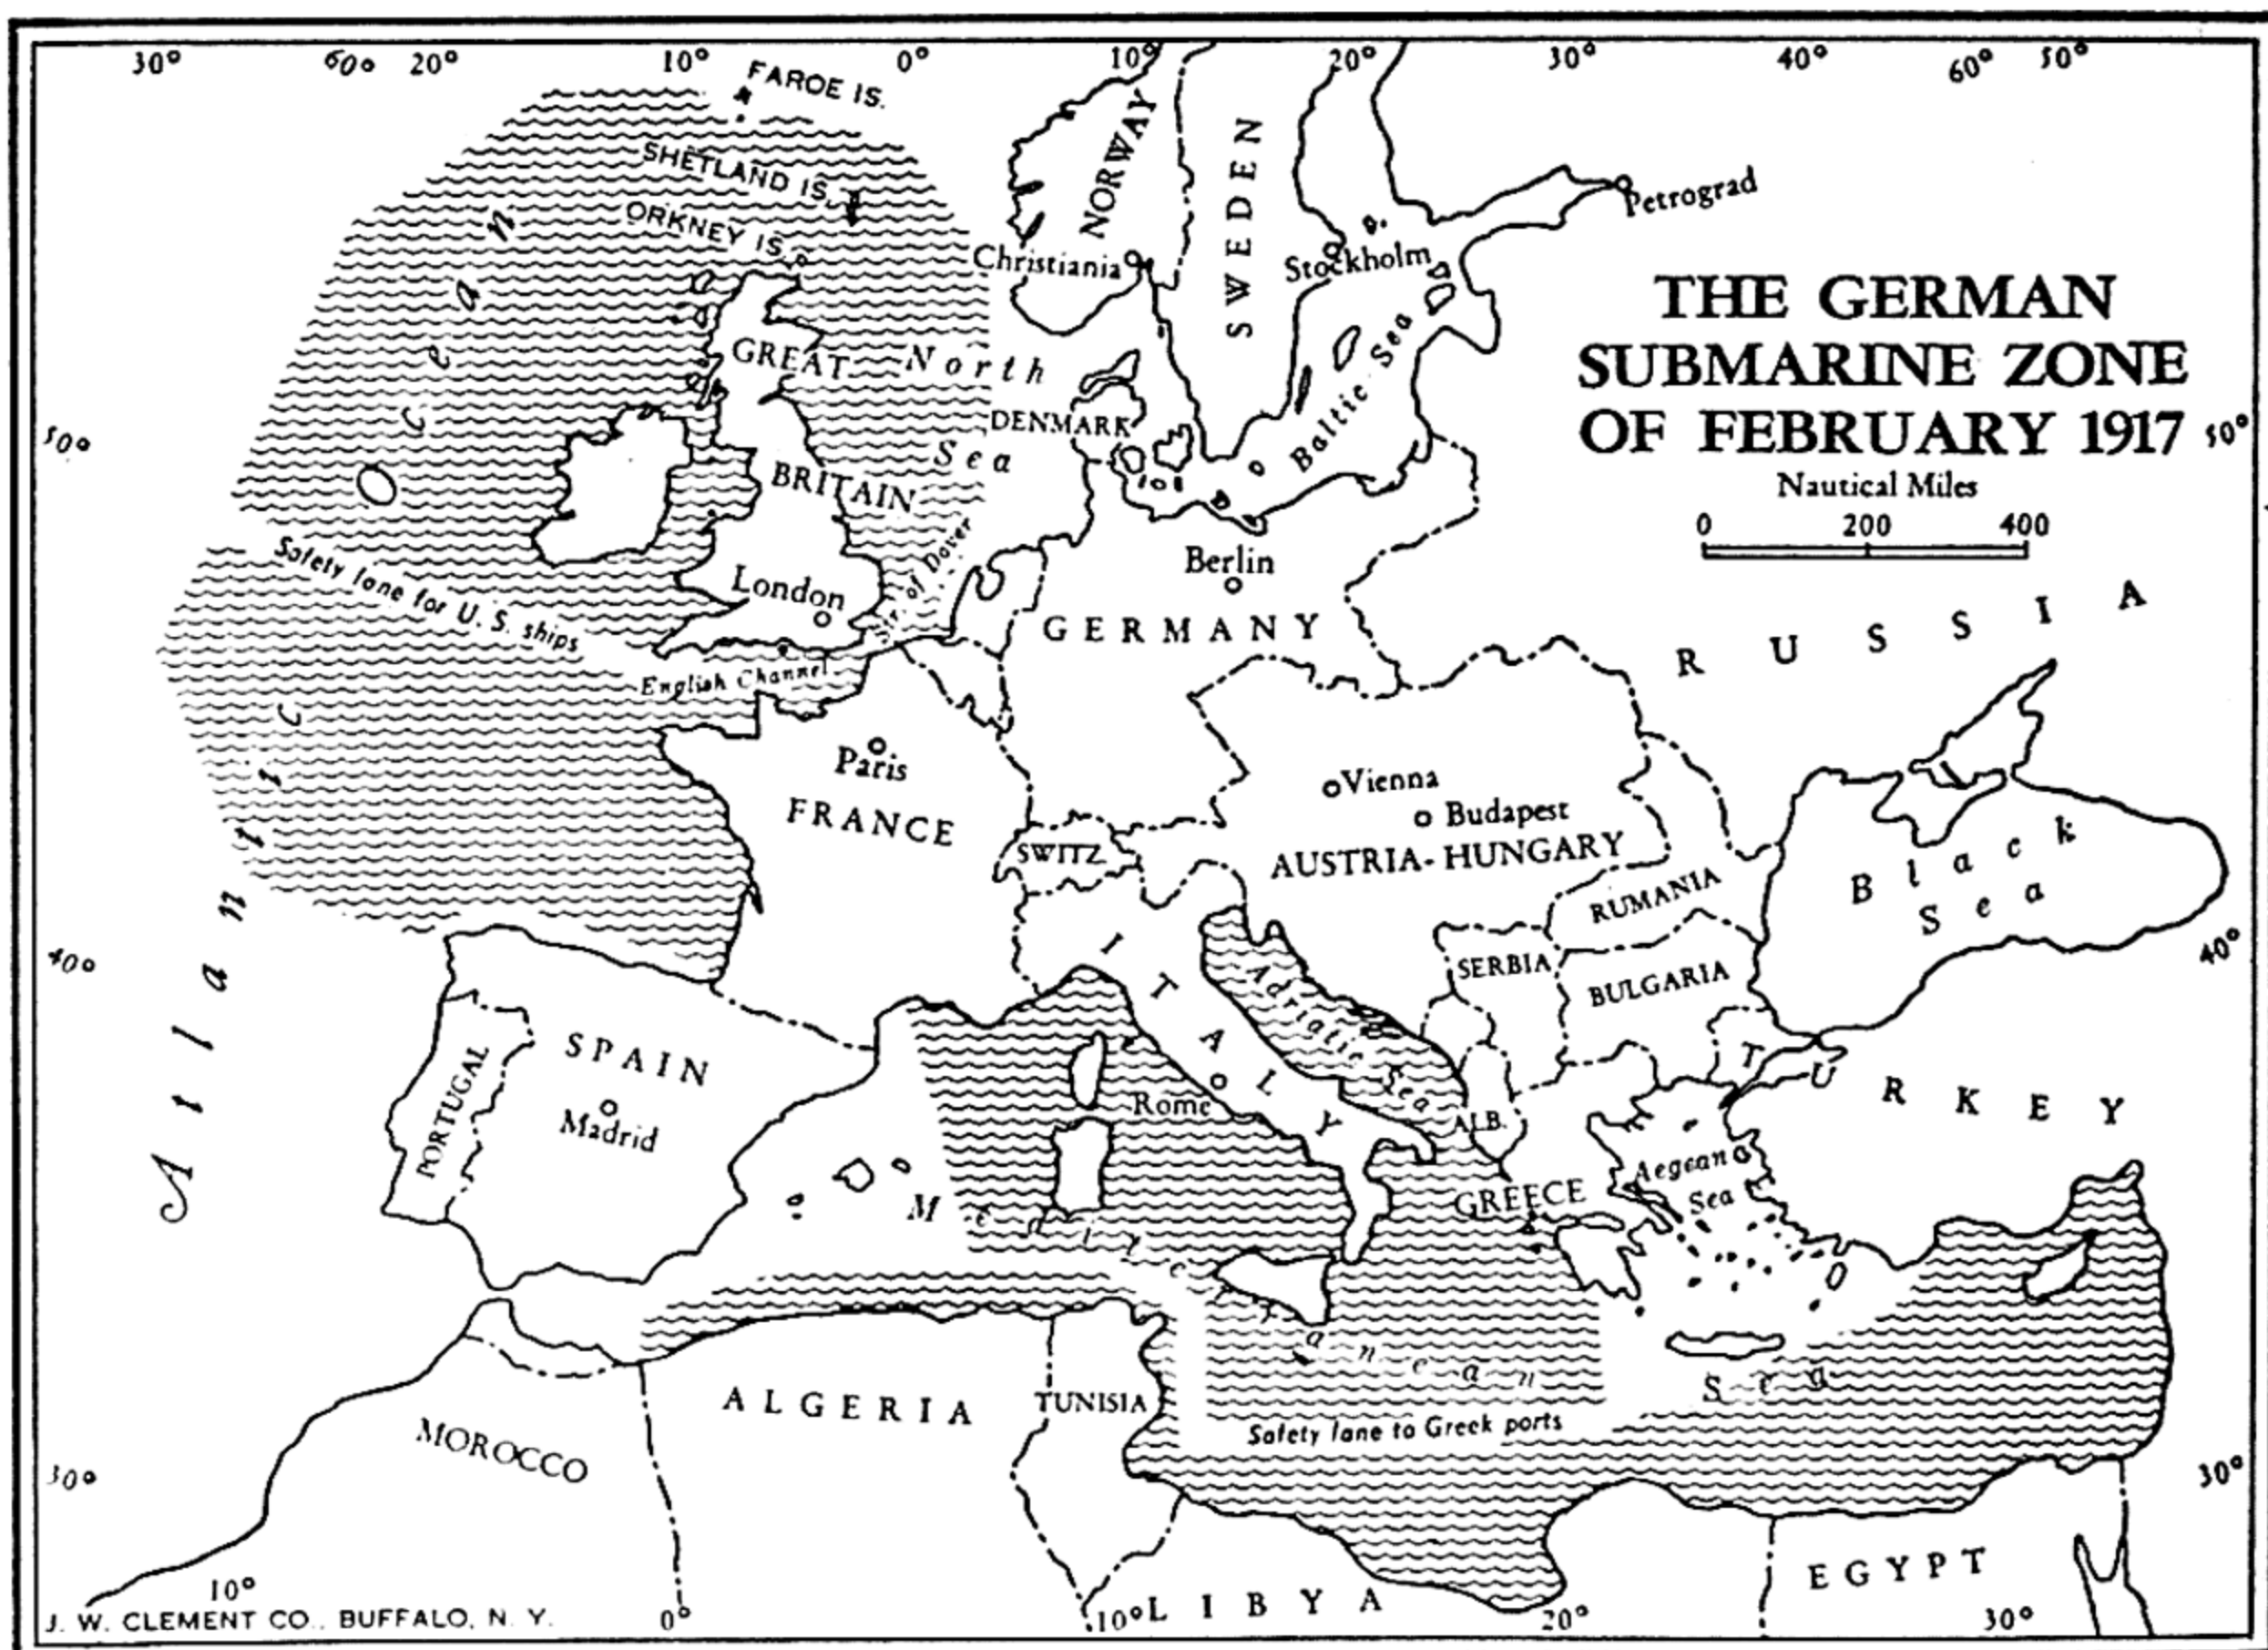 30° 60° 20° 10° 0° 10° 20° 30° 40° 60° 50°
FAROE IS.
SHETLAND IS.
ORKNEY IS.
NORWAY
SWEDEN
Petrograd
Christiania
Stockholm
THE GERMAN
SUBMARINE ZONE
OF FEBRUARY 1917
Nautical Miles
0 200 400
50°
50°
Atlantic Ocean
GREAT
BRITAIN
North
Sea
DENMARK
Baltic Sea
Safety lane for U. S. ships
London
Str. of Dover
English Channel
Berlin
GERMANY
RUSSIA
Paris
FRANCE
Vienna
Budapest
SWITZ.
AUSTRIA-HUNGARY
RUMANIA
Black
Sea
40°
40°
SERBIA
BULGARIA
ITALY
Adriatic Sea
SPAIN
PORTUGAL
Madrid
Rome
ALB.
TURKEY
GREECE
Aegean
Sea
Mediterranean Sea
Safety lane to Greek ports
MOROCCO
ALGERIA
TUNISIA
30°
30°
LIBYA
EGYPT
10° 0° 10° 20° 30°
J. W. CLEMENT CO., BUFFALO, N. Y.